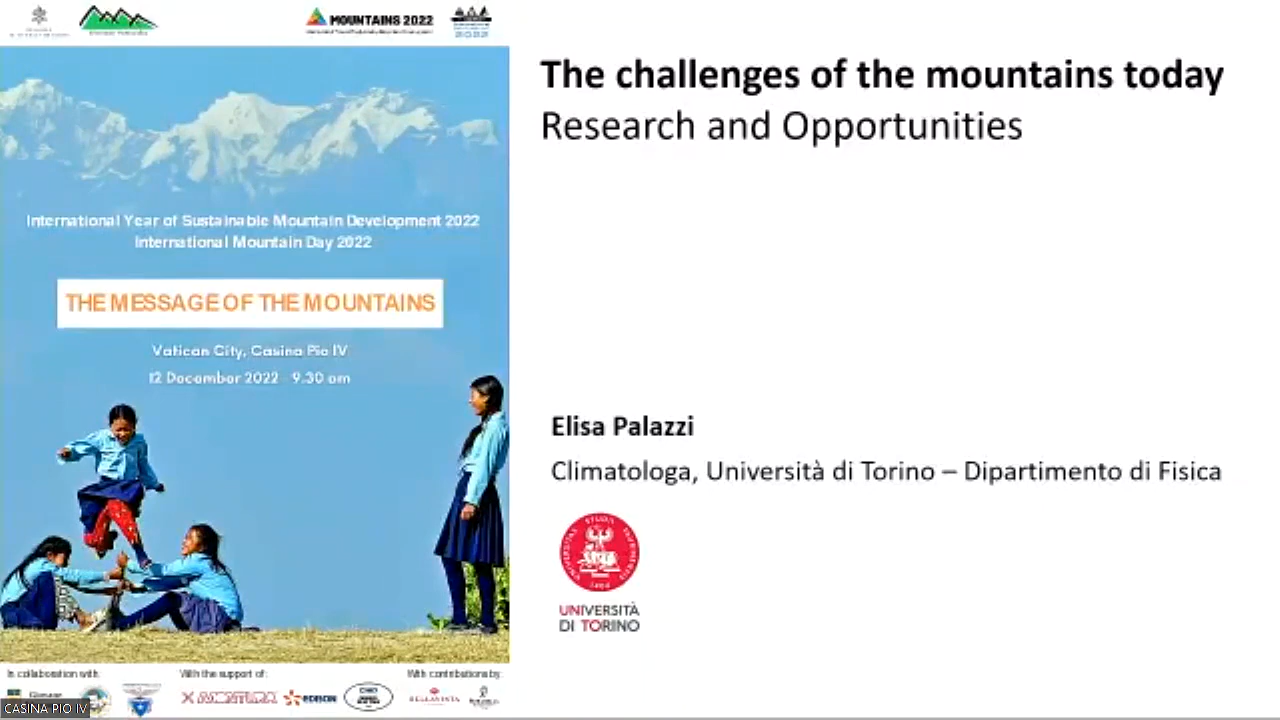 MOUNTAINS 2022
2022
International Year of Sustainable Mountain Development 2022
International Mountain Day 2022
THE MESSAGE OF THE MOUNTAINS
Vatican City, Casina Pio IV
12 December 2022 9.30 am
In collaboration with:
With the support of:
With contributions by:
EDISON
BELLAVISTA
CASINA PIO IV
The challenges of the mountains today
Research and Opportunities
Elisa Palazzi
Climatologa, Università di Torino – Dipartimento di Fisica
UNIVERSITÀ
DI TORINO